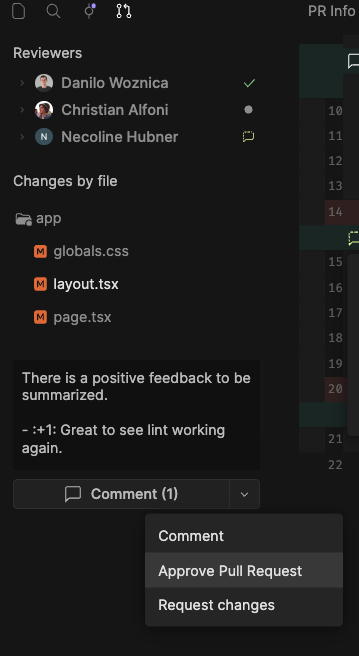 PR Info
Reviewers
Danilo Woznica
Christian Alfoni
N Necoline Hubner
Changes by file
app
M globals.css
M layout.tsx
M page.tsx
There is a positive feedback to be
summarized.
- :+1: Great to see lint working
again.
Comment (1)
Comment
Approve Pull Request
Request changes
10
11
12
13
14
15
16
17
18
19
20
21
22